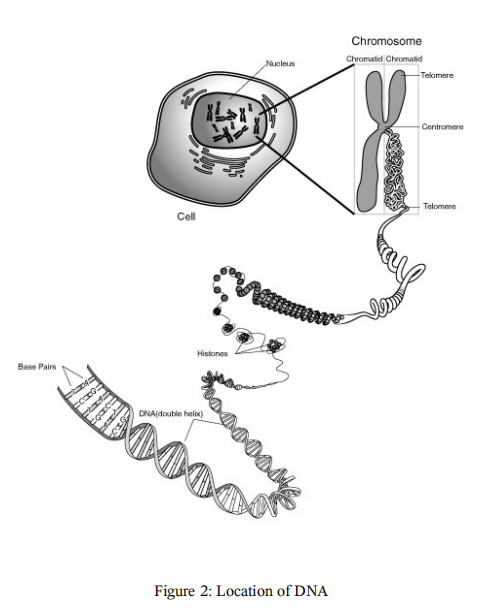 Chromosome
Chromatid Chromatid
Nucleus
Telomere
Centromere
Telomere
Cell
Histones
Base Pairs
DNA(double helix)
Figure 2: Location of DNA